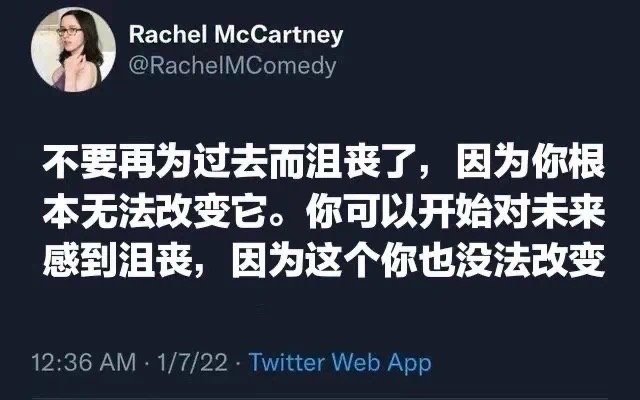 Rachel McCartney
@RachelMComedy
不要再为过去而沮丧了，因为你根
本无法改变它。你可以开始对未来
感到沮丧，因为这个你也没法改变
12:36 AM · 1/7/22 · Twitter Web App